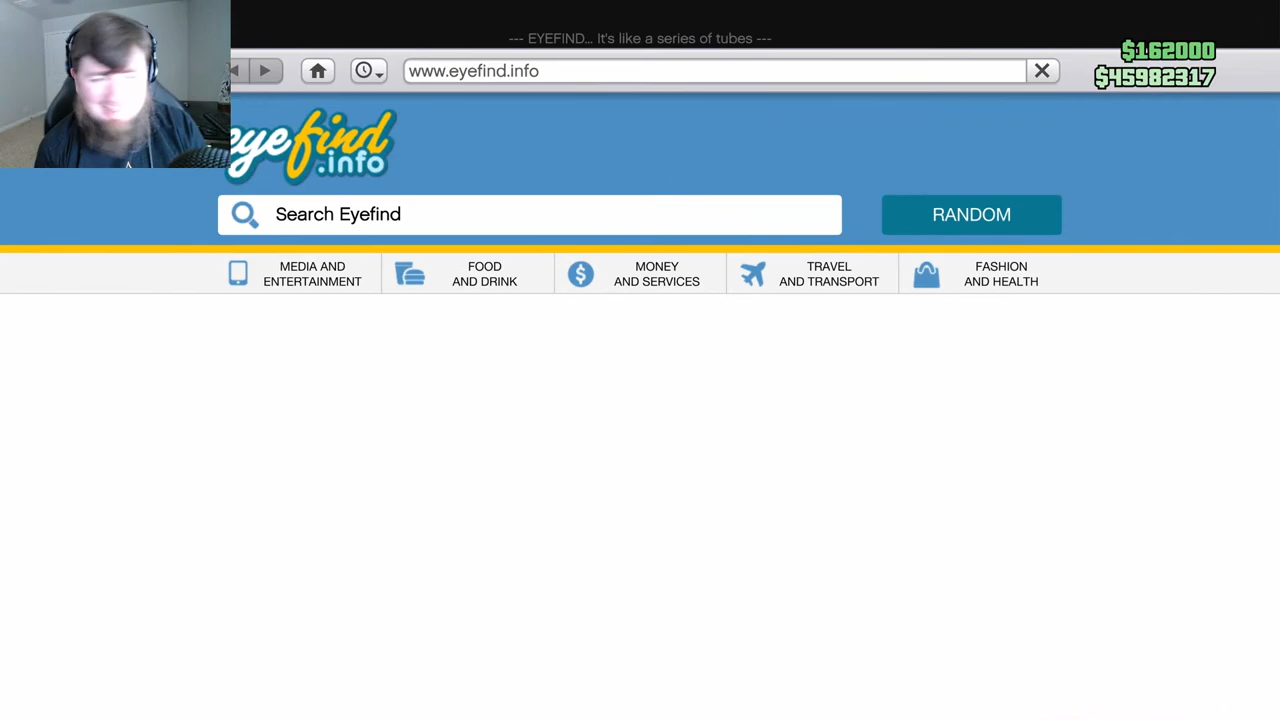 --- EYEFIND... It's like a series of tubes ---
$162000
www.eyefind.info
$45982317
eyefind
.info
Search Eyefind
RANDOM
MEDIA AND
ENTERTAINMENT
FOOD
AND DRINK
MONEY
AND SERVICES
TRAVEL
AND TRANSPORT
FASHION
AND HEALTH